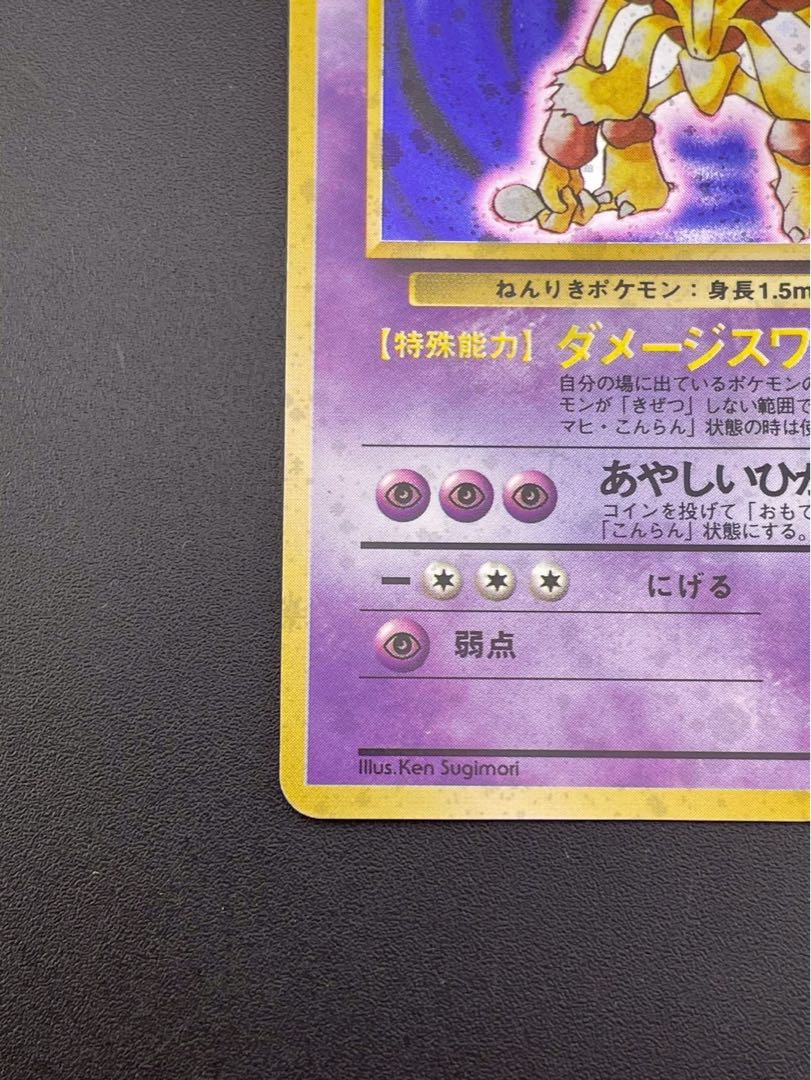 ねんりきポケモン：身長1.5m
【特殊能力】 ダメージスワ
自分の場に出ているポケモンの
モンが「きぜつ」しない範囲で
マヒ・こんらん」状態の時は使
あやしいひか
コインを投げて「おもて
「こんらん」状態にする。
にげる
弱点
Illus.Ken Sugimori